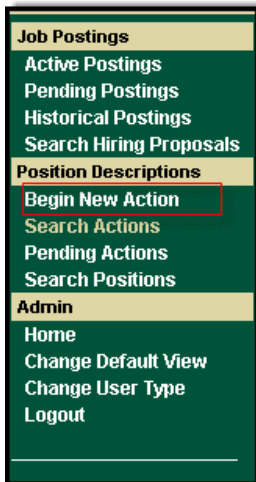 Job Postings
Active Postings
Pending Postings
Historical Postings
Search Hiring Proposals
Position Descriptions
Begin New Action
Search Actions
Pending Actions
Search Positions
Admin
Home
Change Default View
Change User Type
Logout